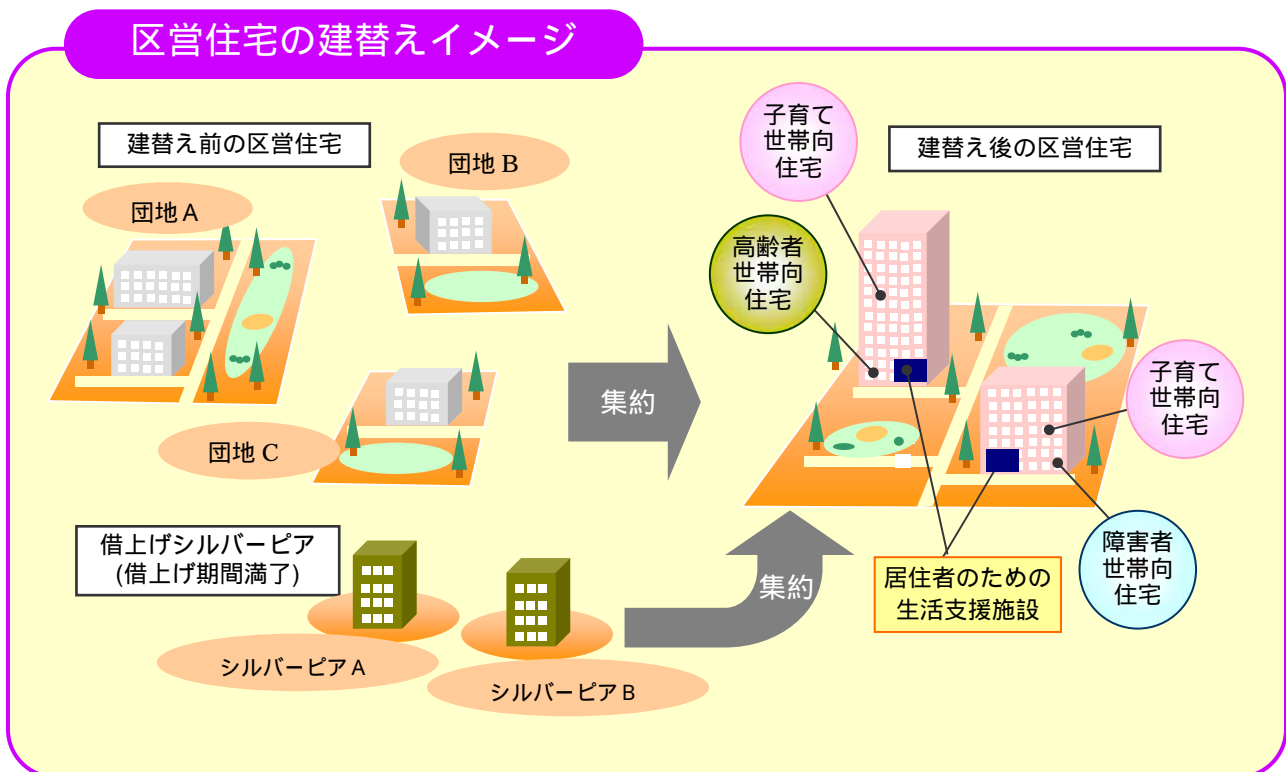 区営住宅の建替えイメージ
建替え前の区営住宅
団地A
団地B
団地C
借上げシルバーピア
(借上げ期間満了)
シルバーピアA
シルバーピアB
集約
集約
建替え後の区営住宅
子育て
世帯向
住宅
高齢者
世帯向
住宅
子育て
世帯向
住宅
障害者
世帯向
住宅
居住者のための
生活支援施設